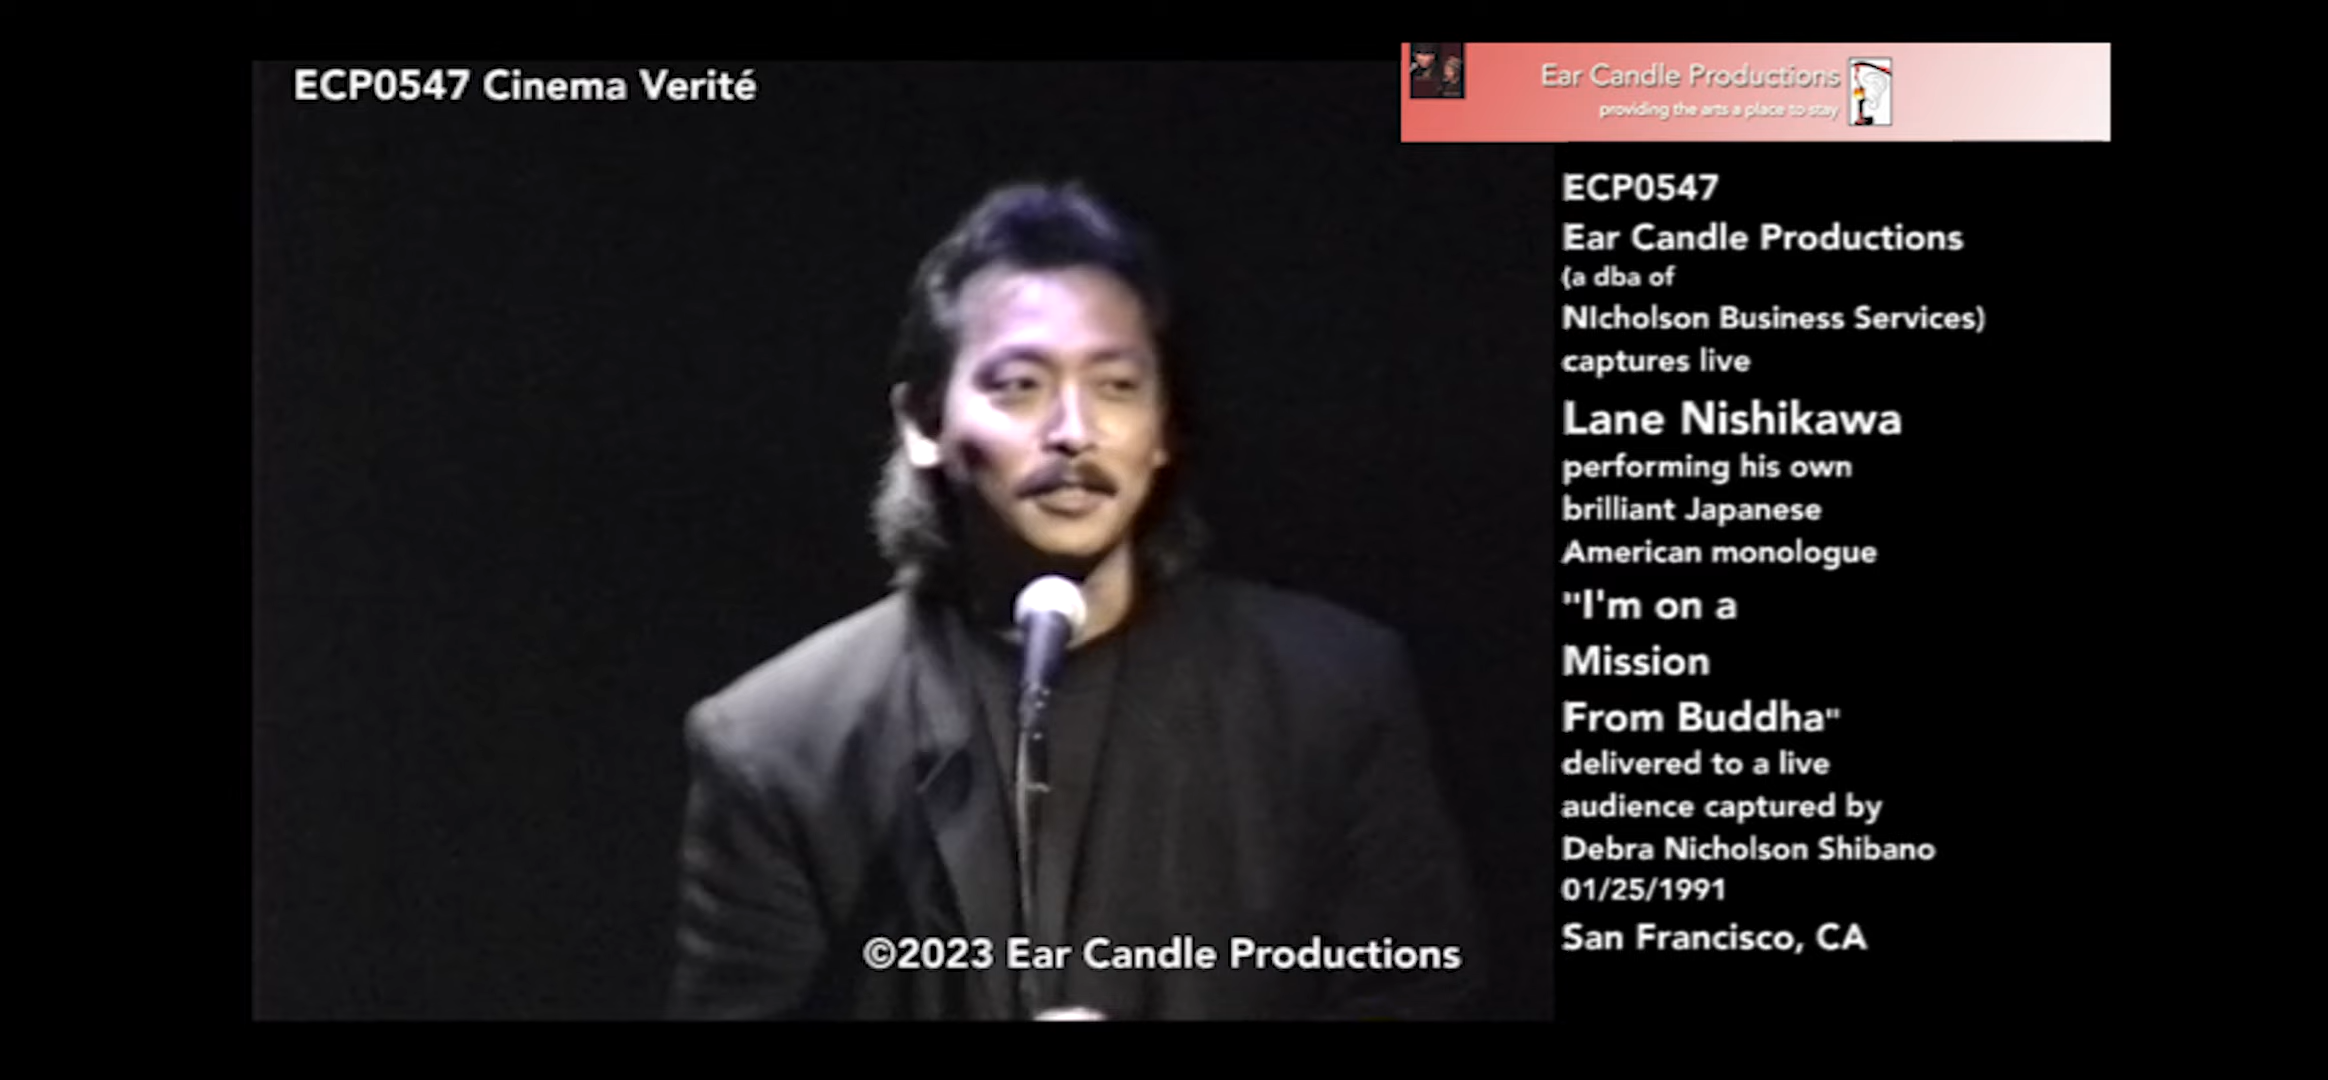 ECP0547 Cinema Verité
Ear Candle Productions
providing the arts a place to stay
ECP0547
Ear Candle Productions
(a dba of
NIcholson Business Services)
captures live
Lane Nishikawa
performing his own
brilliant Japanese
American monologue
"I'm on a
Mission
From Buddha"
delivered to a live
audience captured by
Debra Nicholson Shibano
01/25/1991
San Francisco, CA
©2023 Ear Candle Productions